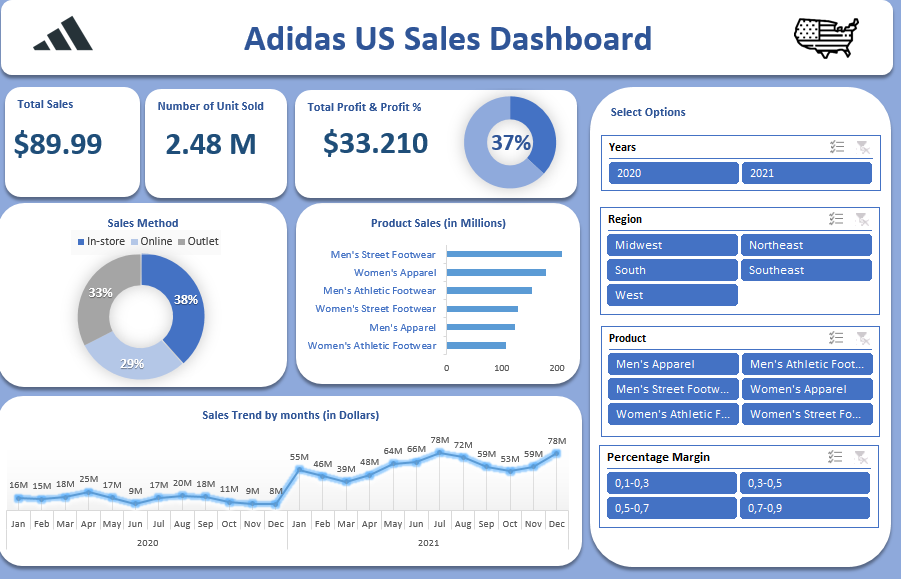 Adidas US Sales Dashboard
Total Sales
$89.99
Number of Unit Sold
2.48 M
Total Profit & Profit %
$33.210
37%
Sales Method
In-store Online Outlet
33%
38%
29%
Product Sales (in Millions)
Men's Street Footwear
Women's Apparel
Men's Athletic Footwear
Women's Street Footwear
Men's Apparel
Women's Athletic Footwear
0 100 200
Sales Trend by months (in Dollars)
16M 15M 18M 25M 17M 9M 17M 20M 18M 11M 9M 8M 55M 46M 39M 48M 64M 66M 78M 72M 59M 53M 59M 78M
Jan Feb Mar Apr May Jun Jul Aug Sep Oct Nov Dec Jan Feb Mar Apr May Jun Jul Aug Sep Oct Nov Dec
2020 2021
Select Options
Years
2020 2021
Region
Midwest Northeast
South Southeast
West
Product
Men's Apparel Men's Athletic Foot...
Men's Street Footw... Women's Apparel
Women's Athletic F... Women's Street Fo...
Percentage Margin
0,1-0,3 0,3-0,5
0,5-0,7 0,7-0,9